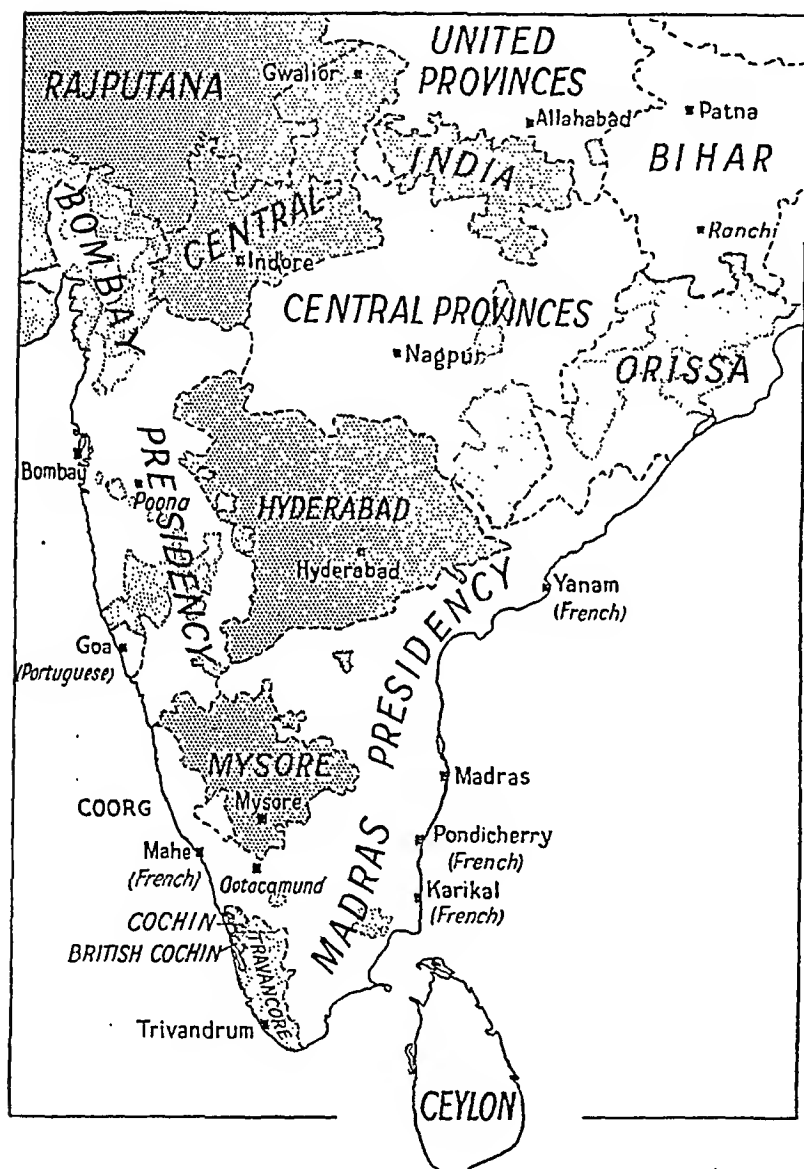 UNITED
PROVINCES
Gwalior
RAJPUTANA
Allahabad
Patna
INDIA
BIHAR
BOMBAY
CENTRAL
Ranchi
Indore
CENTRAL PROVINCES
Nagpur
ORISSA
PRESIDENCY
Bombay
Poona
HYDERABAD
Hyderabad
Yanam
(French)
Goa
(Portuguese)
MADRAS PRESIDENCY
MYSORE
Madras
COORG
Mysore
Pondicherry
(French)
Mahe
(French)
Ootacamund
Karikal
(French)
COCHIN
BRITISH COCHIN
TRAVANCORE
Trivandrum
CEYLON